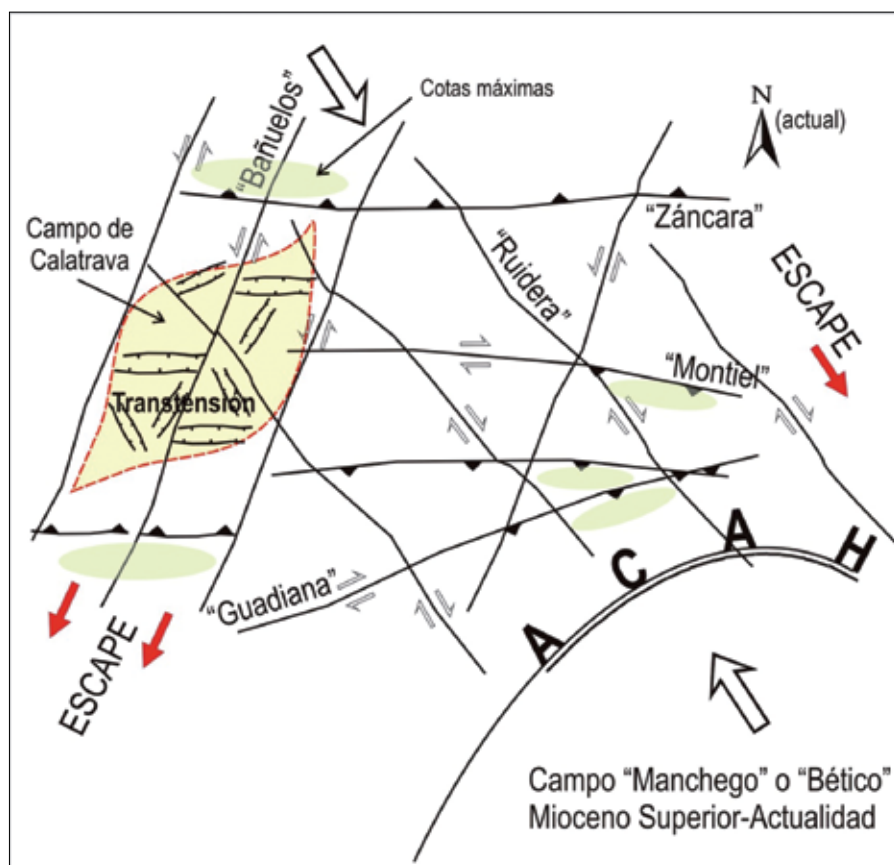 "Bañuelos"
Cotas máximas
N
(actual)
Campo de
Calatrava
"Záncara"
"Ruidera"
ESCAPE
"Montiel"
Transtensión
"Guadiana"
ESCAPE
A C A H
Campo "Manchego" o "Bético"
Mioceno Superior-Actualidad